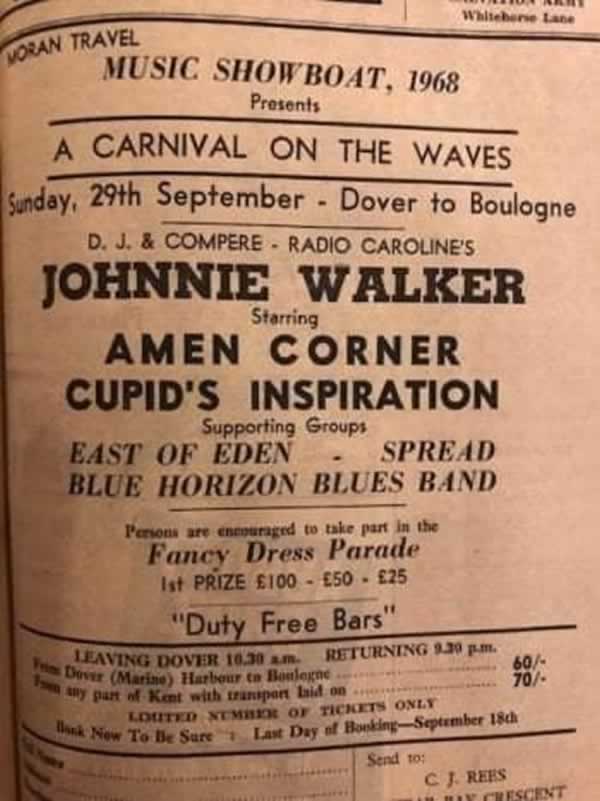 Whitehorse Lane
MORAN TRAVEL
MUSIC SHOWBOAT, 1968
Presents
A CARNIVAL ON THE WAVES
Sunday, 29th September - Dover to Boulogne
D. J. & COMPERE - RADIO CAROLINE'S
JOHNNIE WALKER
Starring
AMEN CORNER
CUPID'S INSPIRATION
Supporting Groups
EAST OF EDEN - SPREAD
BLUE HORIZON BLUES BAND
Persons are encouraged to take part in the
Fancy Dress Parade
1st PRIZE £100 - £50 - £25
"Duty Free Bars"
LEAVING DOVER 10.30 a.m. RETURNING 9.30 p.m.
From Dover (Marine) Harbour to Boulogne 60/-
From any part of Kent with transport laid on 70/-
LIMITED NUMBER OF TICKETS ONLY
Book Now To Be Sure : Last Day of Booking—September 18th
Send to:
C. J. REES
BAY CRESCENT